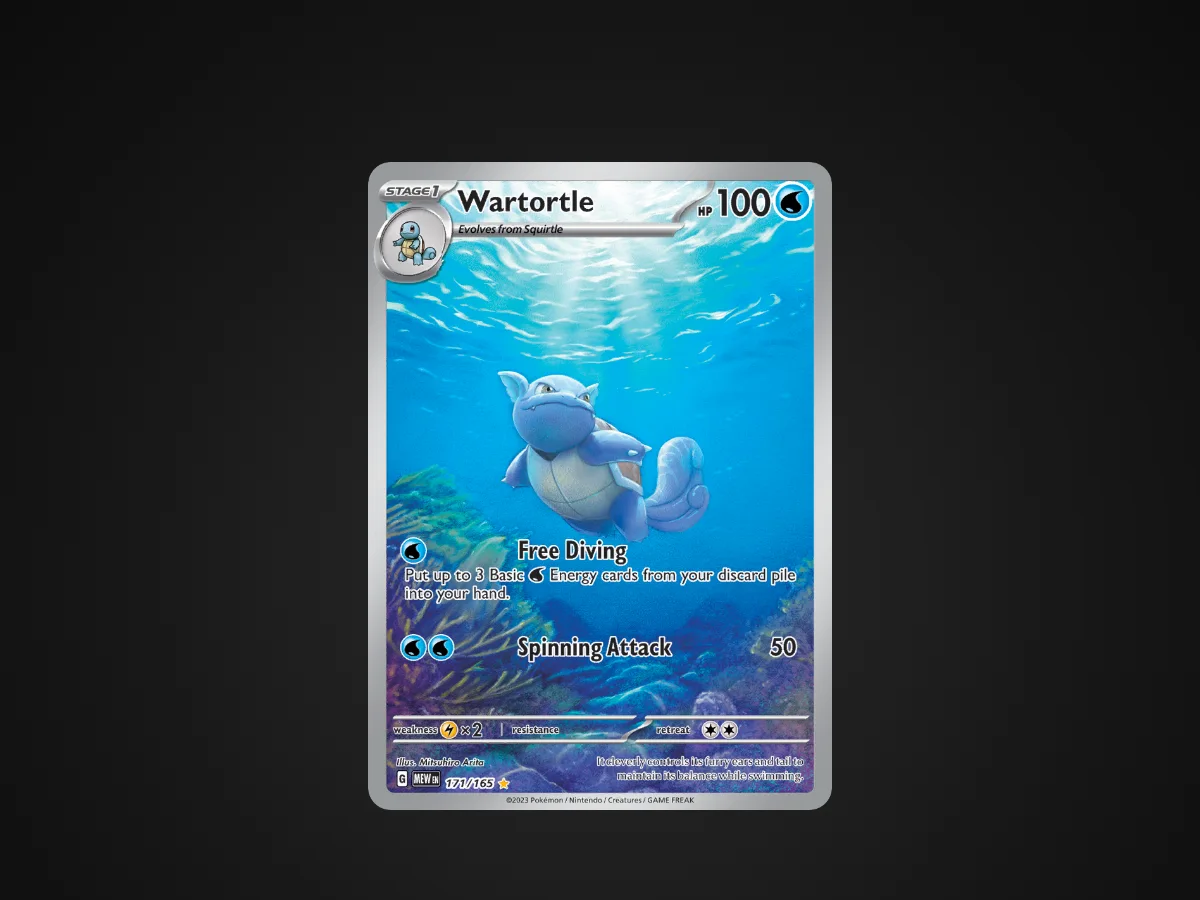 STAGE1
Wartortle
HP 100
Evolves from Squirtle
Free Diving
Put up to 3 Basic Energy cards from your discard pile
into your hand.
Spinning Attack 50
weakness ×2 resistance retreat
Illus. Mitsuhiro Arita
It cleverly controls its furry ears and tail to
maintain its balance while swimming.
G MEW EN 171/165
©2023 Pokémon / Nintendo / Creatures / GAME FREAK